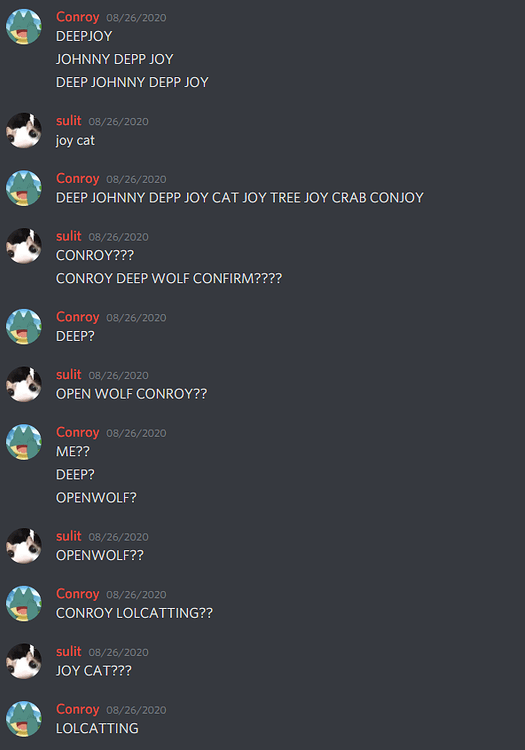 Conroy 08/26/2020
DEEPJOY
JOHNNY DEPP JOY
DEEP JOHNNY DEPP JOY
sulit 08/26/2020
joy cat
Conroy 08/26/2020
DEEP JOHNNY DEPP JOY CAT JOY TREE JOY CRAB CONJOY
sulit 08/26/2020
CONROY???
CONROY DEEP WOLF CONFIRM????
Conroy 08/26/2020
DEEP?
sulit 08/26/2020
OPEN WOLF CONROY??
Conroy 08/26/2020
ME??
DEEP?
OPENWOLF?
sulit 08/26/2020
OPENWOLF??
Conroy 08/26/2020
CONROY LOLCATTING??
sulit 08/26/2020
JOY CAT???
Conroy 08/26/2020
LOLCATTING